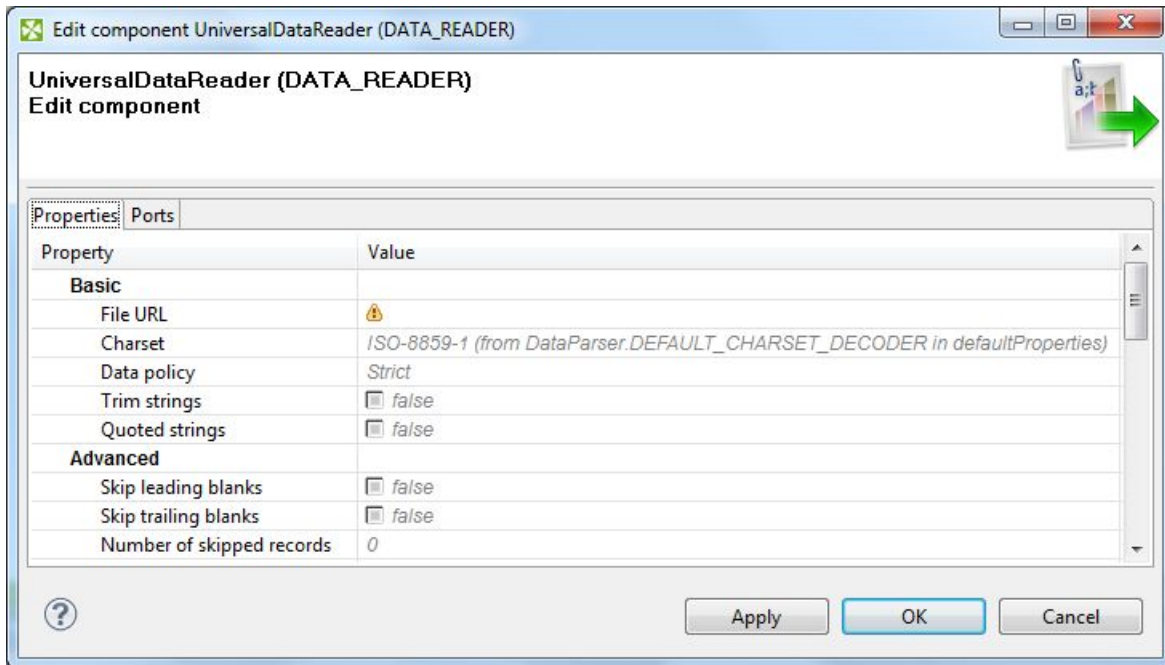 Edit component UniversalDataReader (DATA_READER)
UniversalDataReader (DATA_READER)
Edit component
a;b
Properties Ports
Property Value
Basic
File URL
Charset ISO-8859-1 (from DataParser.DEFAULT_CHARSET_DECODER in defaultProperties)
Data policy Strict
Trim strings false
Quoted strings false
Advanced
Skip leading blanks false
Skip trailing blanks false
Number of skipped records 0
? Apply OK Cancel